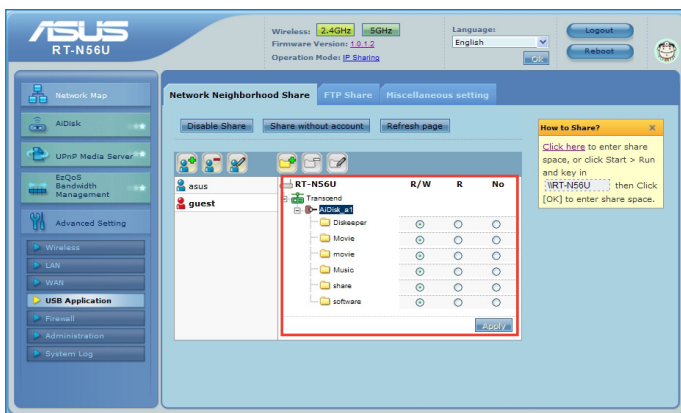 ASUS
RT-N56U
Wireless: 2.4GHz 5GHz
Firmware Version: 1.0.1.2
Operation Mode: IP Sharing
Language:
English
Ok
Logout
Reboot
Network Map
AiDisk
UPnP Media Server
EzQoS
Bandwidth
Management
Advanced Setting
Wireless
LAN
WAN
USB Application
Firewall
Administration
System Log
Network Neighborhood Share FTP Share Miscellaneous setting
Disable Share Share without account Refresh page
asus
guest
RT-N56U R/W R No
Transcend
AiDisk_a1
Diskeeper
Movie
movie
Music
share
software
Apply
How to Share? X
Click here to enter share
space, or click Start > Run
and key in
\\RT-N56U then Click
[OK] to enter share space.